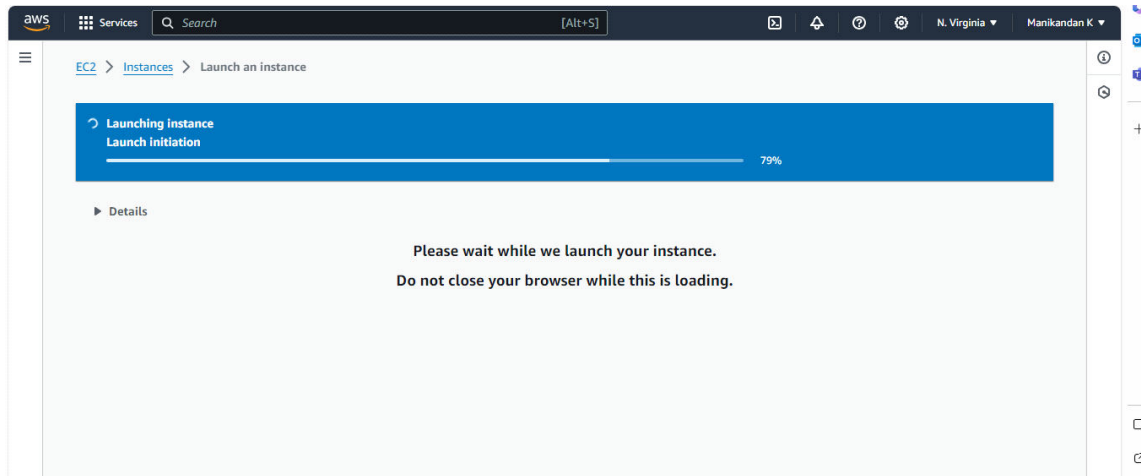 aws Services Search [Alt+S] N. Virginia Manikandan K
EC2 > Instances > Launch an instance
Launching instance
Launch initiation
79%
Details
Please wait while we launch your instance.
Do not close your browser while this is loading.